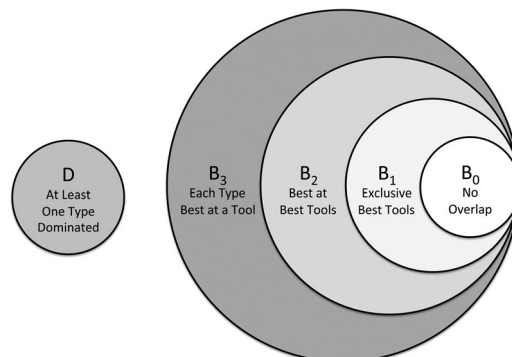 D
At Least
One Type
Dominated
B3
Each Type
Best at a Tool
B2
Best at
Best Tools
B1
Exclusive
Best Tools
B0
No
Overlap